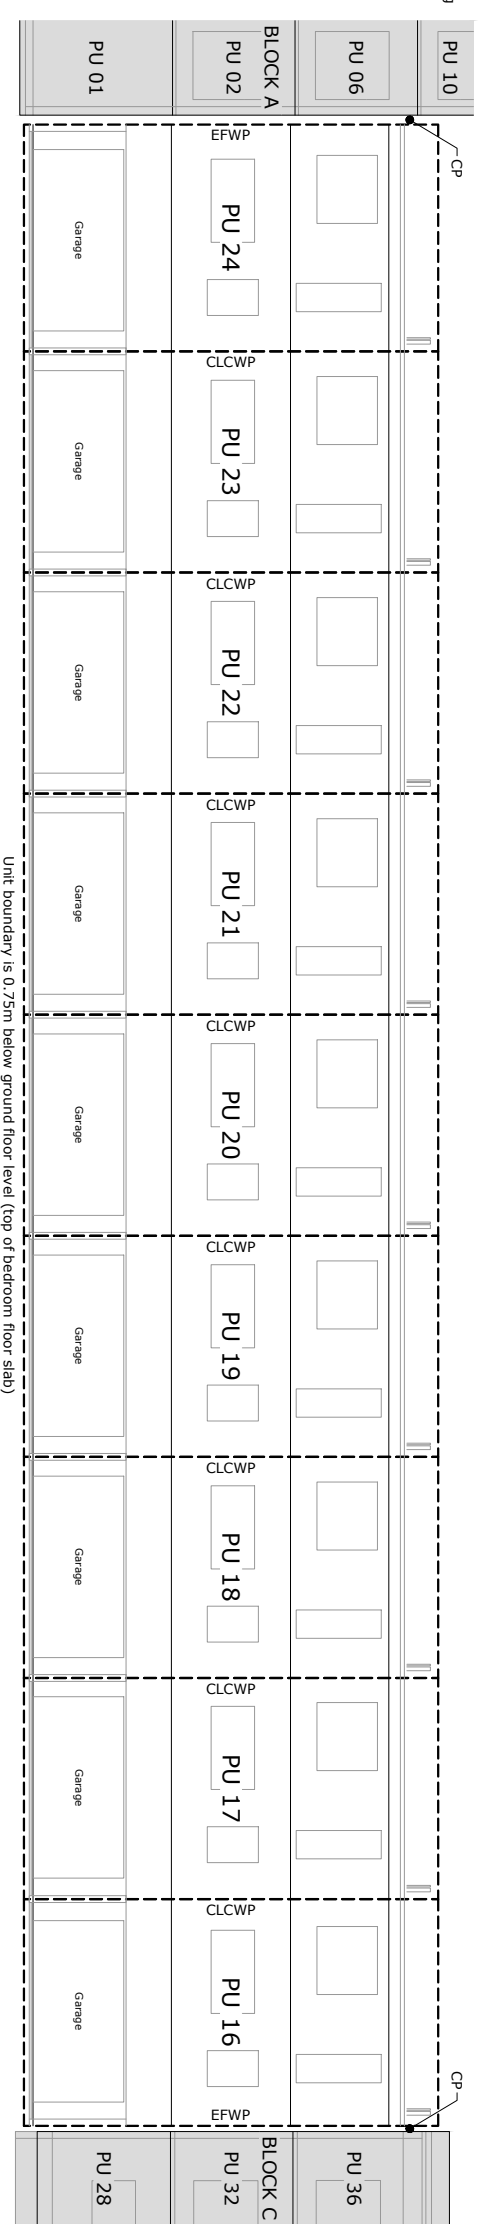 PU 01
PU 02
BLOCK A
PU 06
PU 10
CP
EFWP
PU 24
Garage
CLCWP
PU 23
Garage
CLCWP
PU 22
Garage
CLCWP
PU 21
Garage
CLCWP
PU 20
Garage
CLCWP
PU 19
Garage
CLCWP
PU 18
Garage
CLCWP
PU 17
Garage
CLCWP
PU 16
Garage
EFWP
CP
PU 28
PU 32
BLOCK C
PU 36
Unit boundary is 0.75m below ground floor level (top of bedroom floor slab)